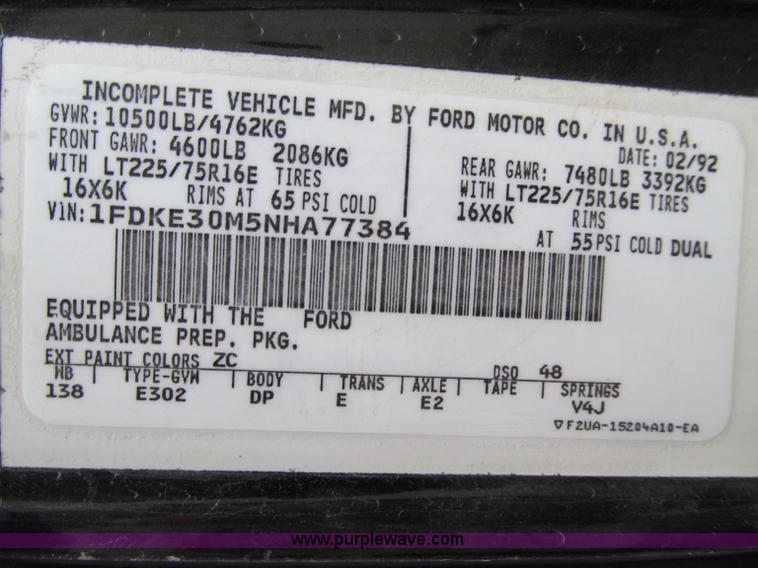 INCOMPLETE VEHICLE MFD. BY FORD MOTOR CO. IN U.S.A.
GVWR: 10500LB/4762KG DATE: 02/92
FRONT GAWR: 4600LB 2086KG REAR GAWR: 7480LB 3392KG
WITH LT225/75R16E TIRES WITH LT225/75R16E TIRES
16X6K RIMS AT 65 PSI COLD 16X6K RIMS
VIN: 1FDKE30M5NHA77384 AT 55 PSI COLD DUAL
EQUIPPED WITH THE FORD
AMBULANCE PREP. PKG.
EXT PAINT COLORS ZC DSO 48
WB | TYPE-GVW | BODY | TRANS | AXLE | TAPE | SPRINGS
138 E302 DP E E2 V4J
▽ F2UA-15204A10-EA
www.purplewave.com